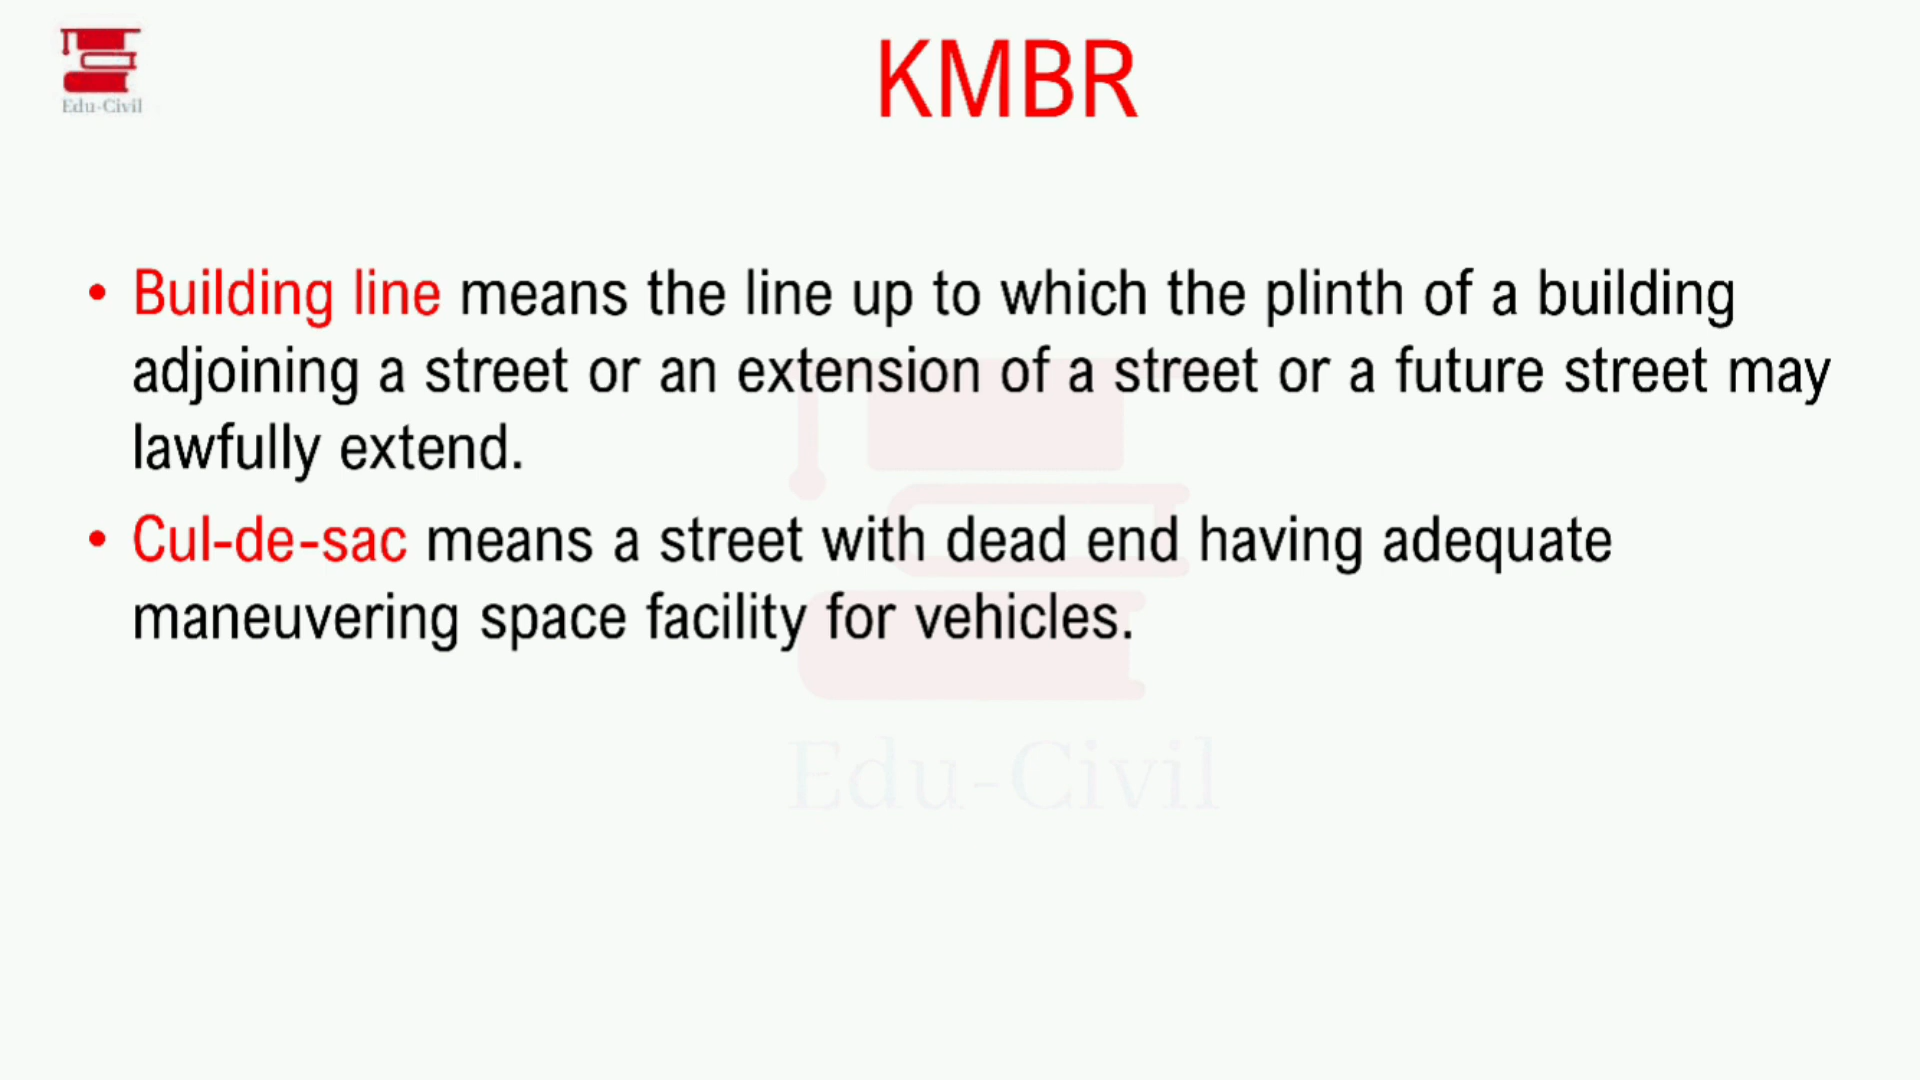 Edu-Civil
KMBR
• Building line means the line up to which the plinth of a building
adjoining a street or an extension of a street or a future street may
lawfully extend.
• Cul-de-sac means a street with dead end having adequate
maneuvering space facility for vehicles.
Edu-Civil